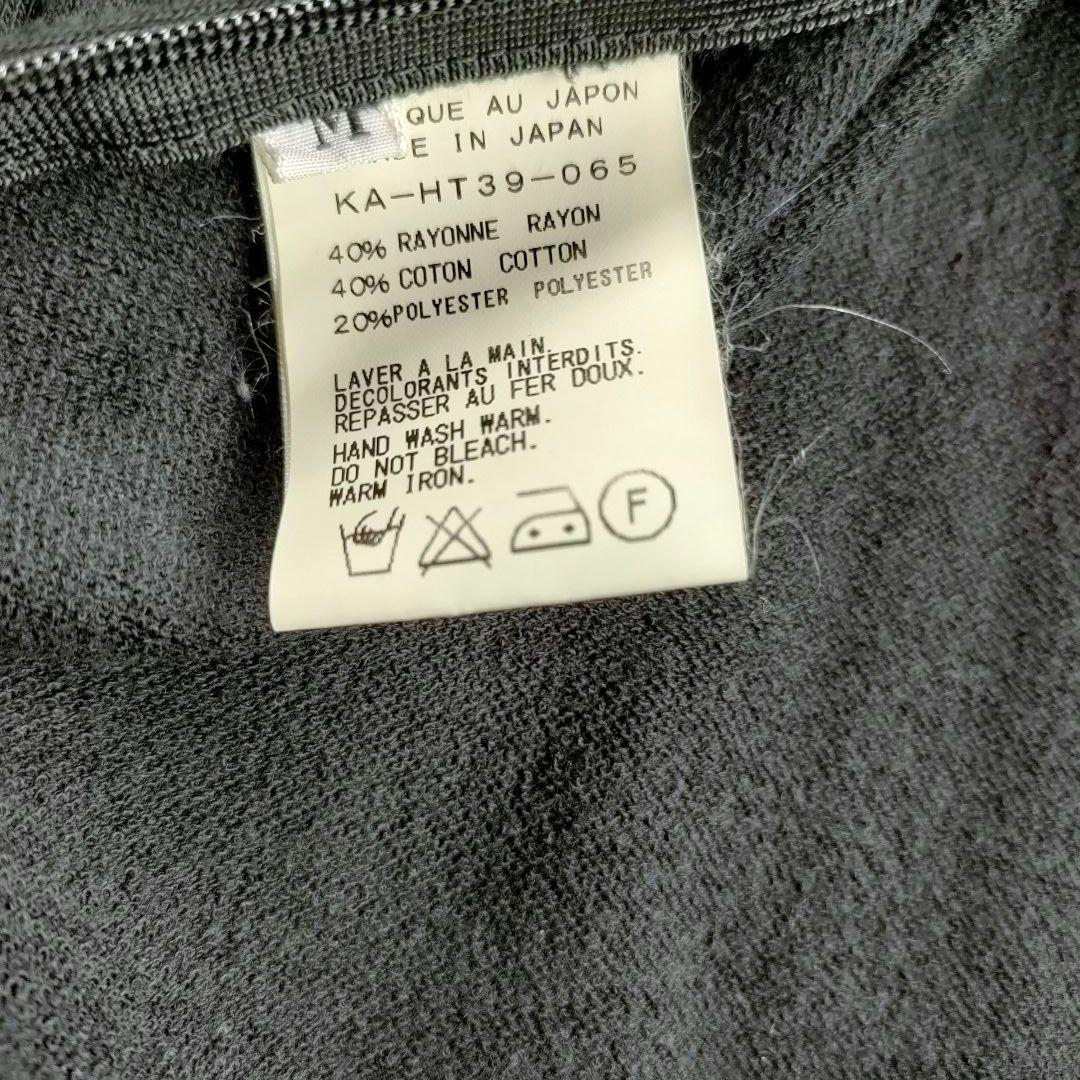 M
QUE AU JAPON
E IN JAPAN
KA-HT39-065
40% RAYONNE RAYON
40% COTON COTTON
20%POLYESTER POLYESTER
LAVER A LA MAIN.
DECOLORANTS INTERDITS.
REPASSER AU FER DOUX.
HAND WASH WARM.
DO NOT BLEACH.
WARM IRON.
F